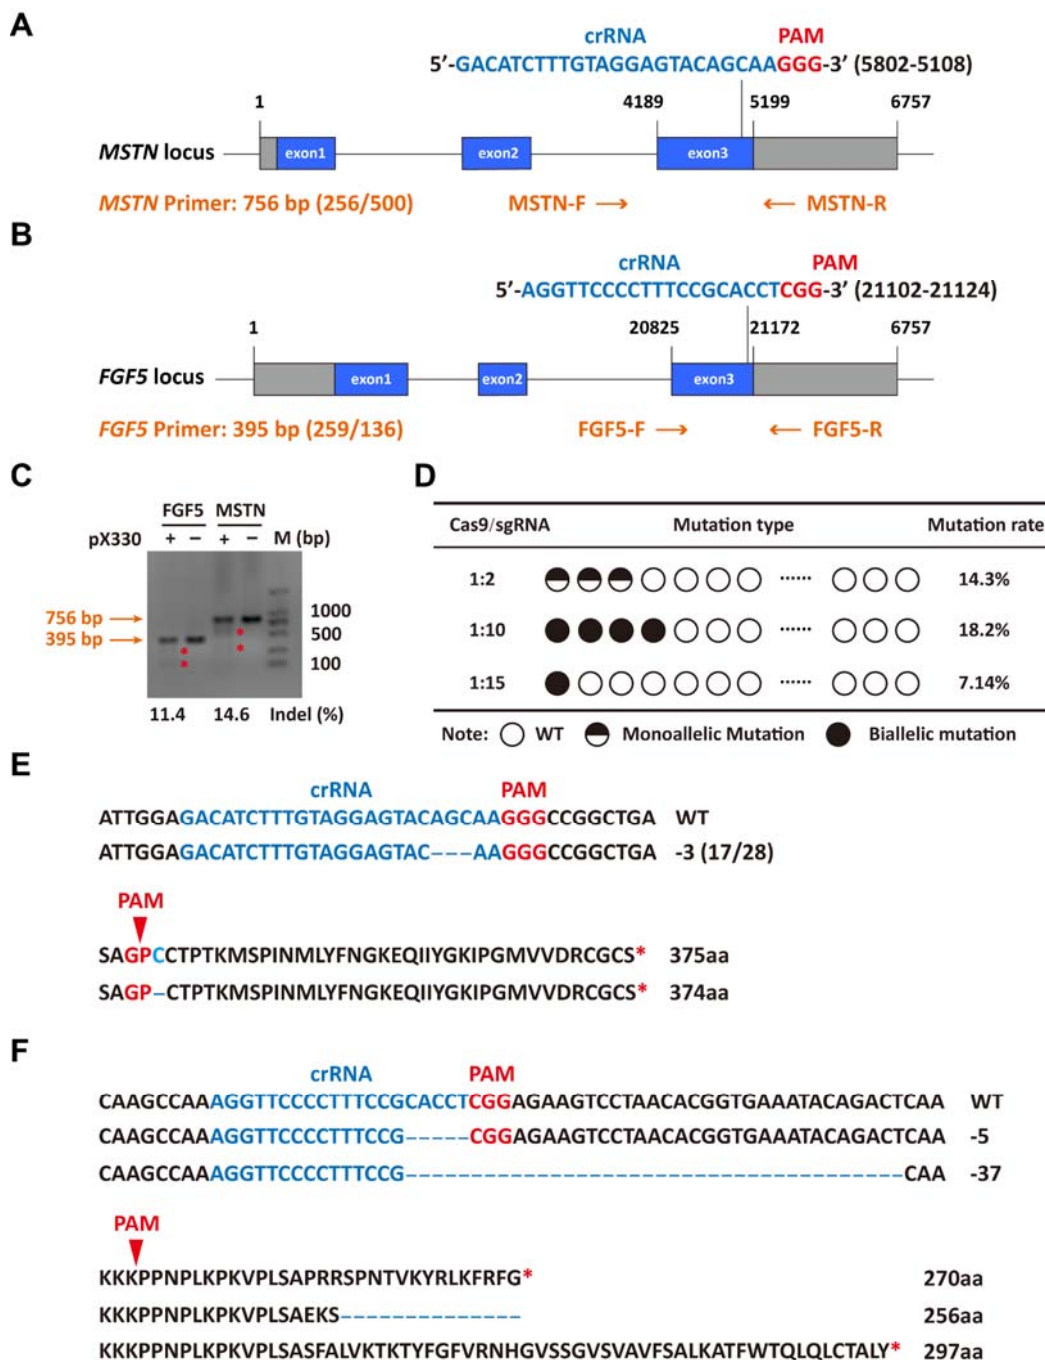 A
crRNA PAM
5'-GACATCTTTGTAGGAGTACAGCAAGGG-3' (5802-5108)
1 4189 5199 6757
MSTN locus exon1 exon2 exon3
MSTN Primer: 756 bp (256/500) MSTN-F → ← MSTN-R
B
crRNA PAM
5'-AGGTTCCCCTTTCCGCACCTCGG-3' (21102-21124)
1 20825 21172 6757
FGF5 locus exon1 exon2 exon3
FGF5 Primer: 395 bp (259/136) FGF5-F → ← FGF5-R
C
FGF5 MSTN
pX330 + − + − M (bp)
756 bp → 1000
395 bp → 500
100
11.4 14.6 Indel (%)
D
Cas9/sgRNA Mutation type Mutation rate
1:2 ...... 14.3%
1:10 ...... 18.2%
1:15 ...... 7.14%
Note: WT Monoallelic Mutation Biallelic mutation
E
crRNA PAM
ATTGGAGACATCTTTGTAGGAGTACAGCAAGGGCCGGCTGA WT
ATTGGAGACATCTTTGTAGGAGTAC---AAGGGCCGGCTGA -3 (17/28)
PAM
SAGPCCTPTKMSPINMLYFNGKEQIIYGKIPGMVVDRCGCS* 375aa
SAGP-CTPTKMSPINMLYFNGKEQIIYGKIPGMVVDRCGCS* 374aa
F
crRNA PAM
CAAGCCAAAGGTTCCCCTTTCCGCACCTCGGAGAAGTCCTAACACGGTGAAATACAGACTCAA WT
CAAGCCAAAGGTTCCCCTTTCCG-----CGGAGAAGTCCTAACACGGTGAAATACAGACTCAA -5
CAAGCCAAAGGTTCCCCTTTCCG-------------------------------------CAA -37
PAM
KKKPPNPLKPKVPLSAPRRSPNTVKYRLKFRFG* 270aa
KKKPPNPLKPKVPLSAEKS-------------- 256aa
KKKPPNPLKPKVPLSASFALVKTKTYFGFVRNHGVSSGVSVAVFSALKATFWTQLQLCTALY* 297aa